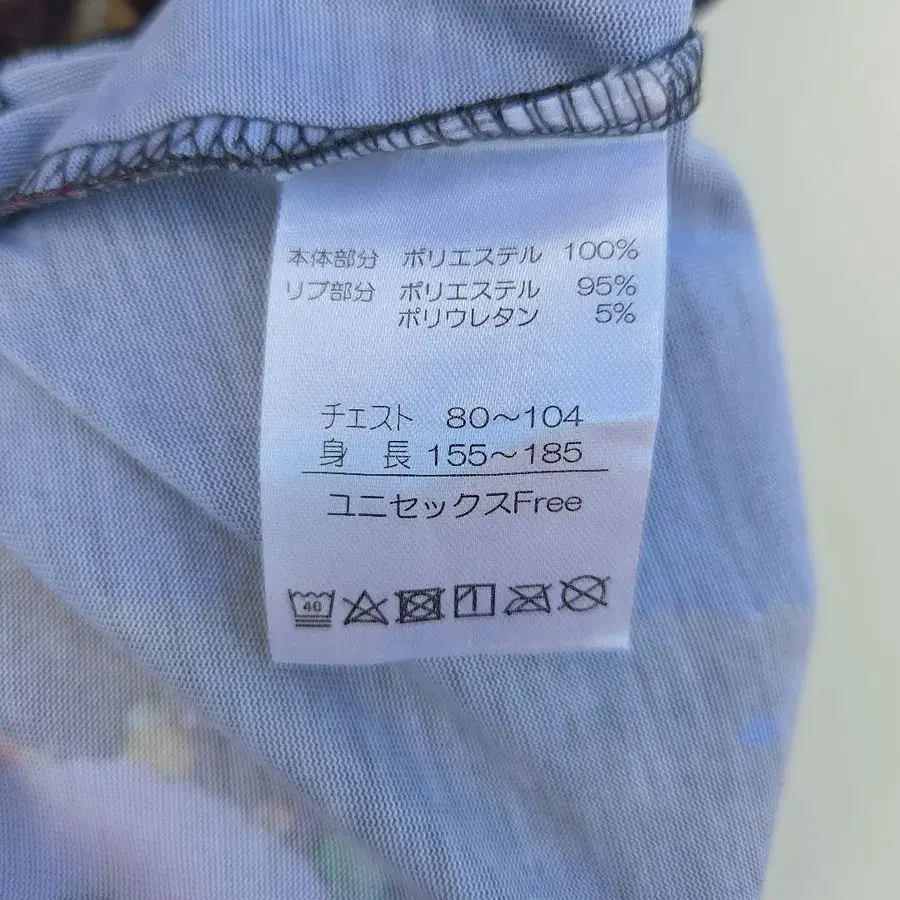 本体部分 ポリエステル 100%
リブ部分 ポリエステル 95%
ポリウレタン 5%
チェスト 80～104
身長 155～185
ユニセックスFree
40